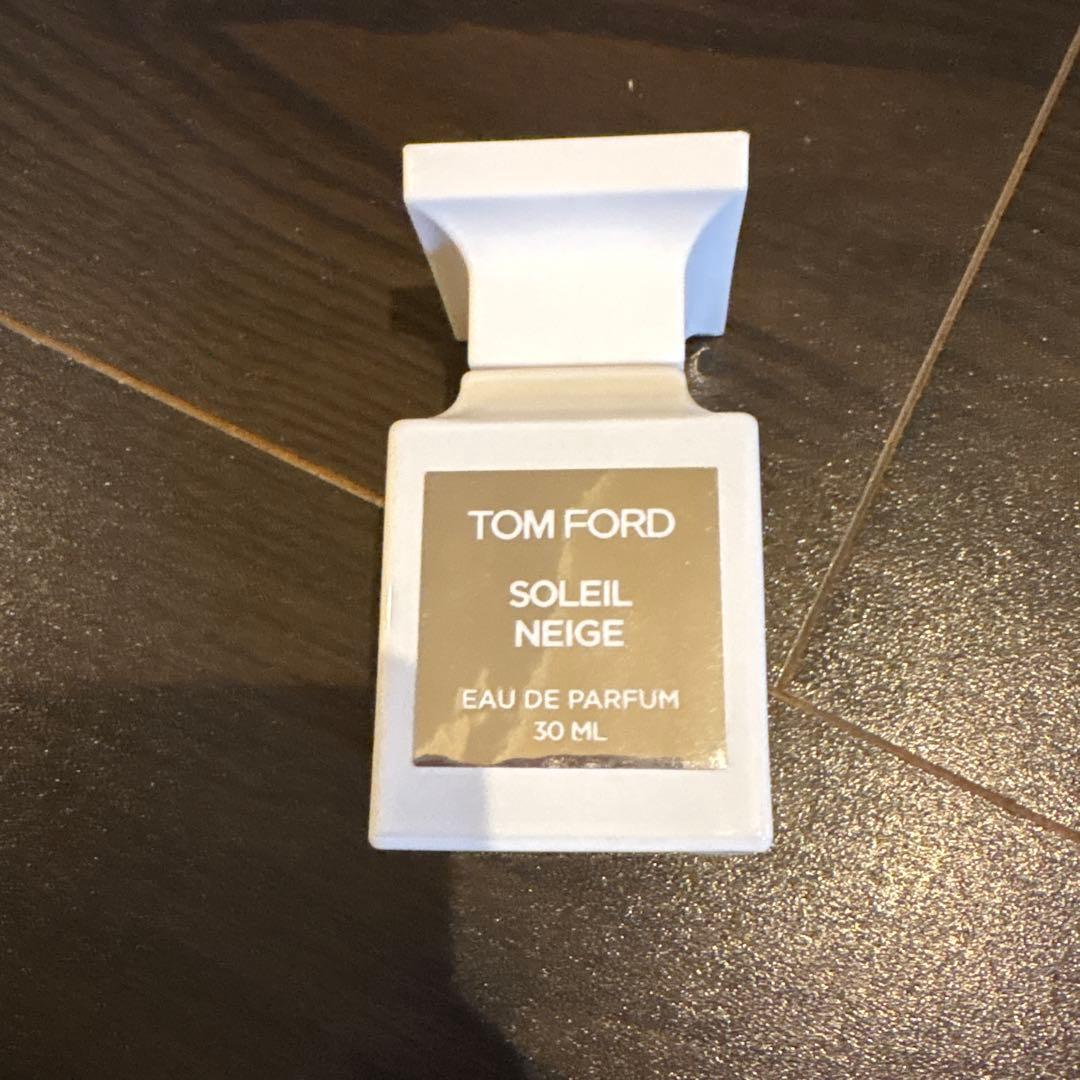 TOM FORD
SOLEIL
NEIGE
EAU DE PARFUM
30 ML